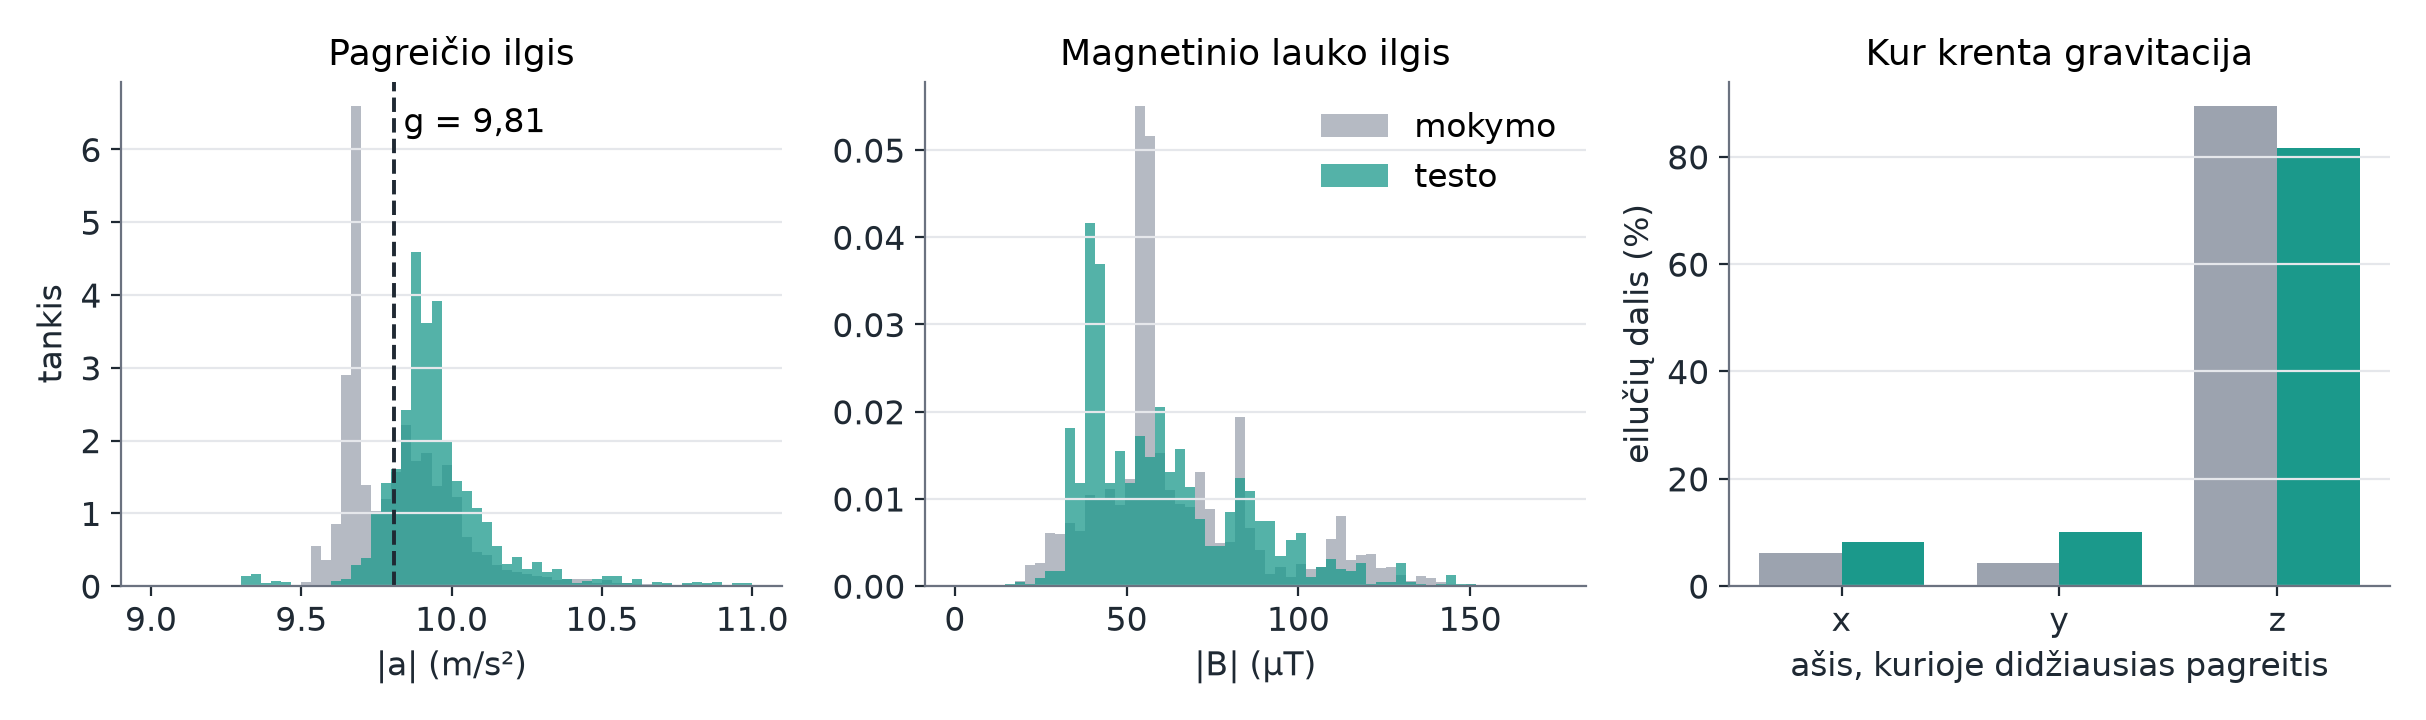 Pagreičio ilgis
g = 9,81
tankis
6
5
4
3
2
1
0
9.0 9.5 10.0 10.5 11.0
|a| (m/s²)
Magnetinio lauko ilgis
mokymo
testo
0.05
0.04
0.03
0.02
0.01
0.00
0 50 100 150
|B| (µT)
Kur krenta gravitacija
eilučių dalis (%)
80
60
40
20
0
x y z
ašis, kurioje didžiausias pagreitis